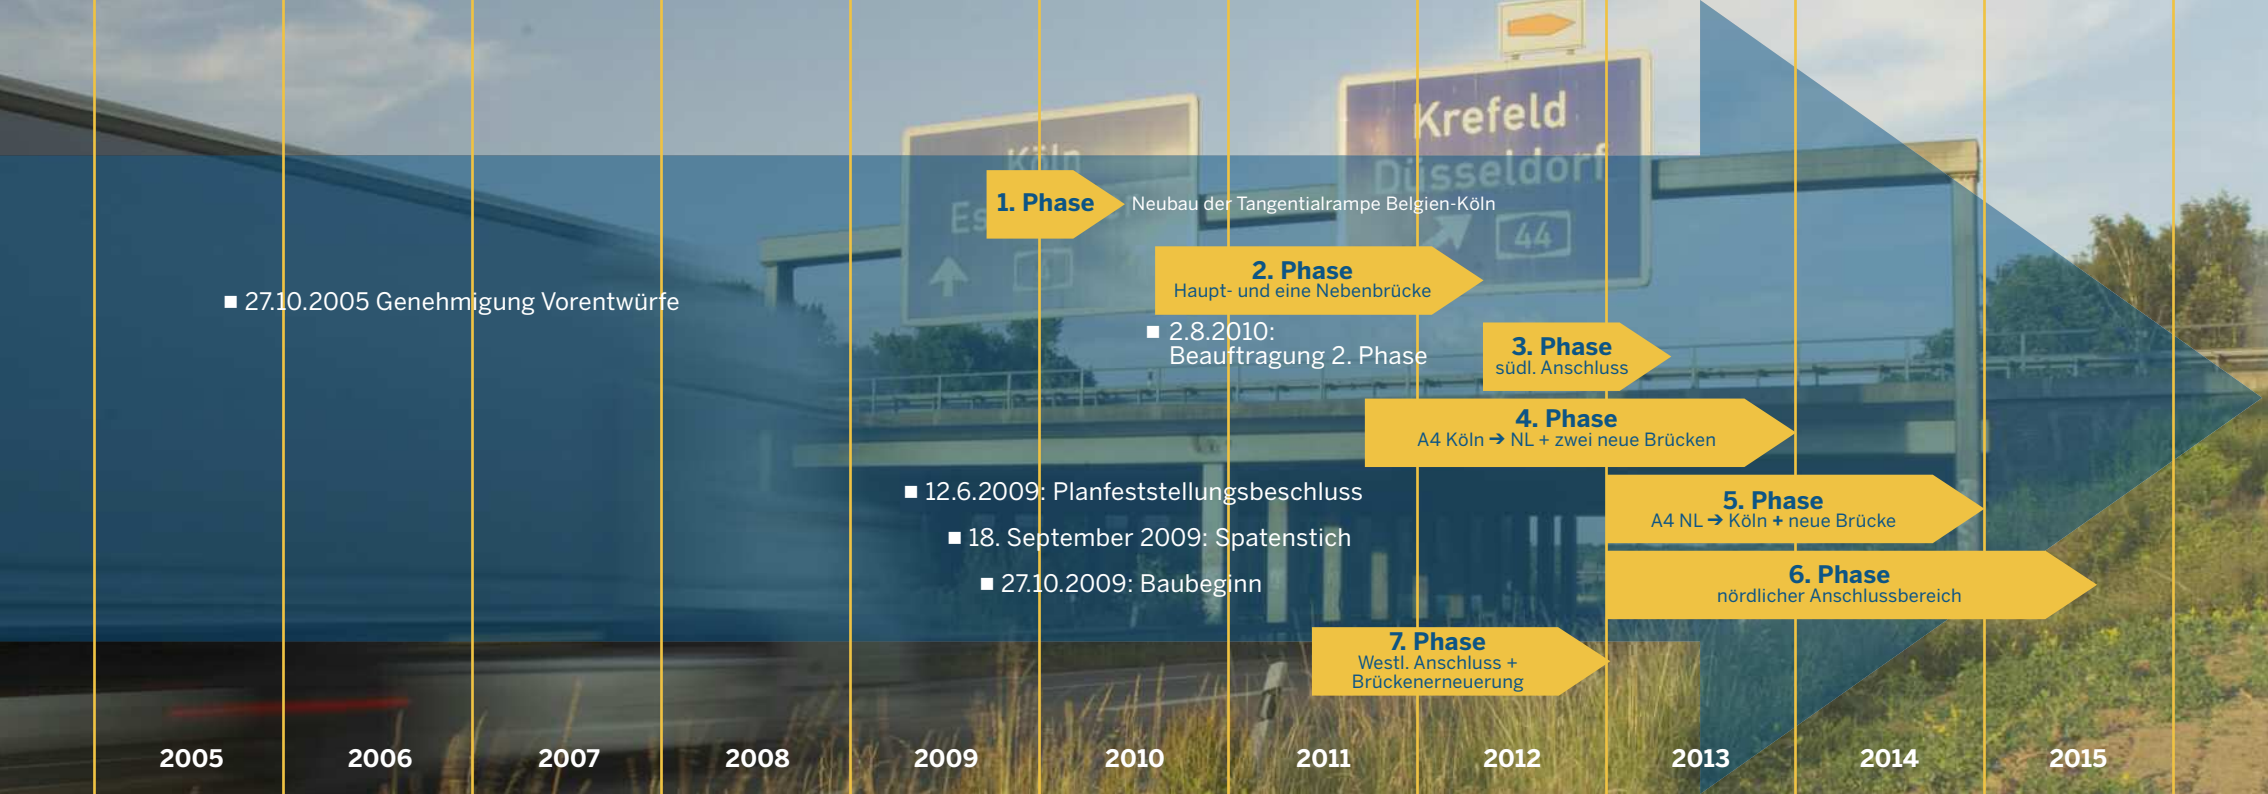 Krefeld
Köln
Düsseldorf
44
1. Phase
Neubau der Tangentialrampe Belgien-Köln
2. Phase
Haupt- und eine Nebenbrücke
■ 27.10.2005 Genehmigung Vorentwürfe
■ 2.8.2010:
Beauftragung 2. Phase
3. Phase
südl. Anschluss
4. Phase
A4 Köln ➔ NL + zwei neue Brücken
■ 12.6.2009: Planfeststellungsbeschluss
5. Phase
A4 NL ➔ Köln + neue Brücke
■ 18. September 2009: Spatenstich
6. Phase
nördlicher Anschlussbereich
■ 27.10.2009: Baubeginn
7. Phase
Westl. Anschluss +
Brückenerneuerung
2005 2006 2007 2008 2009 2010 2011 2012 2013 2014 2015